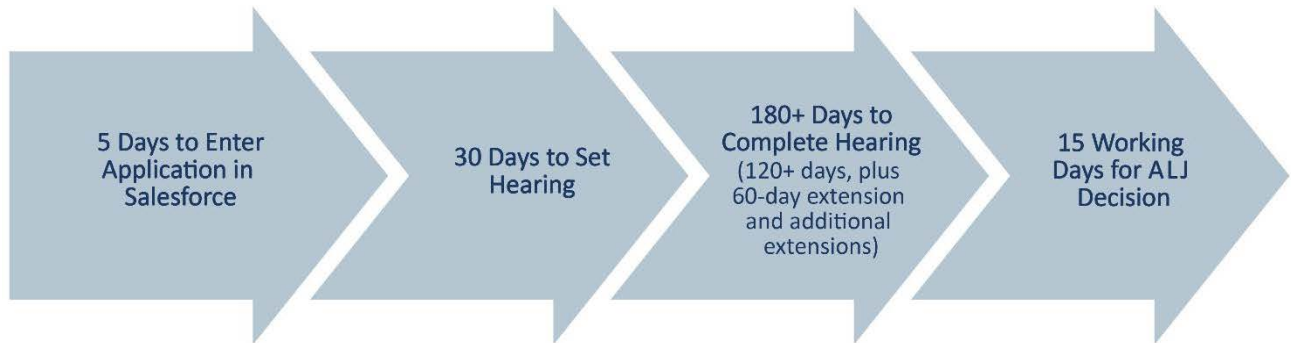 5 Days to Enter
Application in
Salesforce
30 Days to Set
Hearing
180+ Days to
Complete Hearing
(120+ days, plus
60-day extension
and additional
extensions)
15 Working
Days for ALJ
Decision